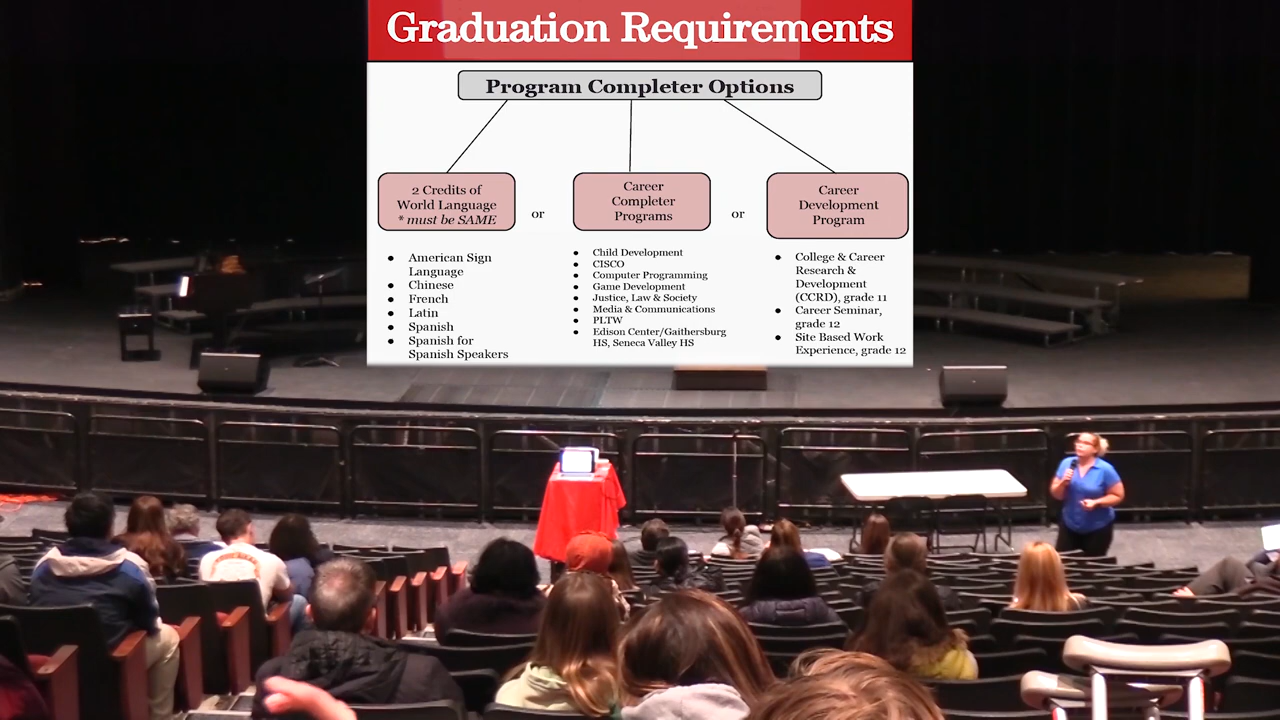 Graduation Requirements
Program Completer Options
2 Credits of
World Language
* must be SAME
or
Career
Completer
Programs
or
Career
Development
Program
• American Sign
Language
• Chinese
• French
• Latin
• Spanish
• Spanish for
Spanish Speakers
• Child Development
• CISCO
• Computer Programming
• Game Development
• Justice, Law & Society
• Media & Communications
• PLTW
• Edison Center/Gaithersburg
HS, Seneca Valley HS
• College & Career
Research &
Development
(CCRD), grade 11
• Career Seminar,
grade 12
• Site Based Work
Experience, grade 12